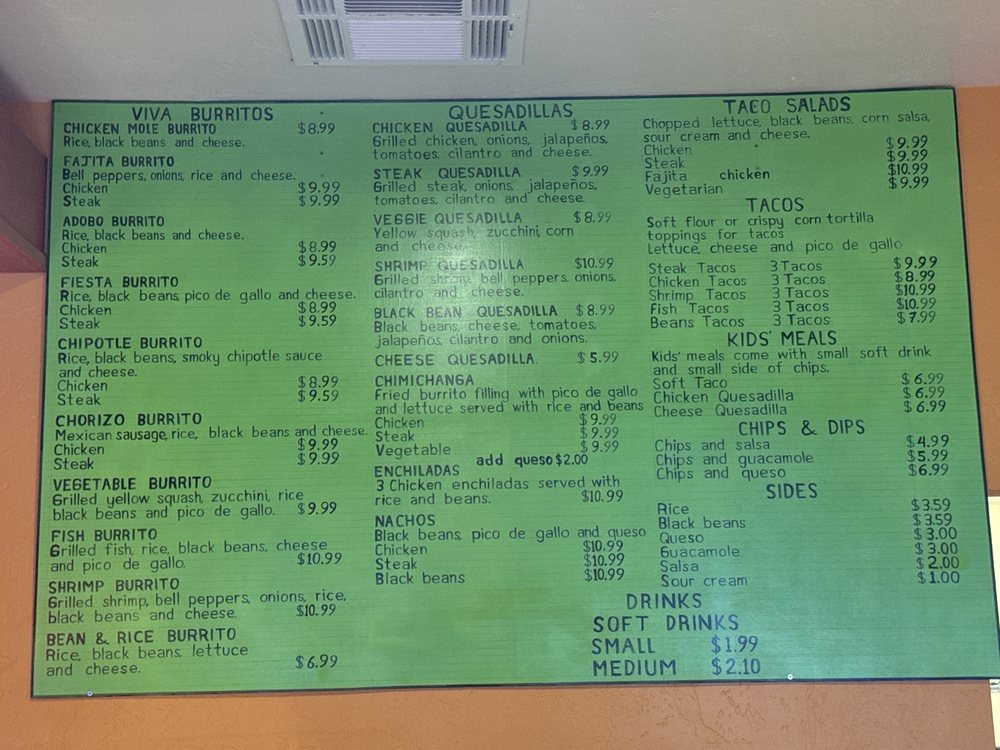 VIVA BURRITOS
CHICKEN MOLE BURRITO $8.99
Rice, black beans and cheese.
FAJITA BURRITO
Bell peppers, onions, rice and cheese.
Chicken $9.99
Steak $9.99
ADOBO BURRITO
Rice, black beans and cheese.
Chicken $8.99
Steak $9.59
FIESTA BURRITO
Rice, black beans, pico de gallo and cheese.
Chicken $8.99
Steak $9.59
CHIPOTLE BURRITO
Rice, black beans, smoky chipotle sauce
and cheese.
Chicken $8.99
Steak $9.59
CHORIZO BURRITO
Mexican sausage, rice, black beans and cheese.
Chicken $9.99
Steak $9.99
VEGETABLE BURRITO
Grilled yellow squash, zucchini, rice
black beans and pico de gallo. $9.99
FISH BURRITO
Grilled fish, rice, black beans, cheese
and pico de gallo. $10.99
SHRIMP BURRITO
Grilled shrimp, bell peppers, onions, rice,
black beans and cheese. $10.99
BEAN & RICE BURRITO
Rice, black beans, lettuce
and cheese. $6.99
QUESADILLAS
CHICKEN QUESADILLA $8.99
Grilled chicken, onions, jalapeños,
tomatoes, cilantro and cheese.
STEAK QUESADILLA $9.99
Grilled steak, onions, jalapeños,
tomatoes, cilantro and cheese.
VEGGIE QUESADILLA $8.99
Yellow squash, zucchini, corn
and cheese.
SHRIMP QUESADILLA $10.99
Grilled shrimp, bell peppers, onions,
cilantro and cheese.
BLACK BEAN QUESADILLA $8.99
Black beans, cheese, tomatoes,
jalapeños, cilantro and onions.
CHEESE QUESADILLA. $5.99
CHIMICHANGA
Fried burrito filling with pico de gallo
and lettuce served with rice and beans
Chicken $9.99
Steak $9.99
Vegetable $9.99
add queso $2.00
ENCHILADAS
3 Chicken enchiladas served with
rice and beans. $10.99
NACHOS
Black beans, pico de gallo and queso
Chicken $10.99
Steak $10.99
Black beans $10.99
TACO SALADS
Chopped lettuce, black beans, corn salsa,
sour cream and cheese.
Chicken $9.99
Steak $9.99
Fajita chicken $10.99
Vegetarian $9.99
TACOS
Soft flour or crispy corn tortilla
toppings for tacos
Lettuce, cheese and pico de gallo
Steak Tacos 3 Tacos $9.99
Chicken Tacos 3 Tacos $8.99
Shrimp Tacos 3 Tacos $10.99
Fish Tacos 3 Tacos $10.99
Beans Tacos 3 Tacos $7.99
KIDS' MEALS
Kids' meals come with small soft drink
and small side of chips.
Soft Taco $6.99
Chicken Quesadilla $6.99
Cheese Quesadilla $6.99
CHIPS & DIPS
Chips and salsa $4.99
Chips and guacamole $5.99
Chips and queso $6.99
SIDES
Rice $3.59
Black beans $3.59
Queso $3.00
Guacamole $3.00
Salsa $2.00
Sour cream $1.00
DRINKS
SOFT DRINKS
SMALL $1.99
MEDIUM $2.10